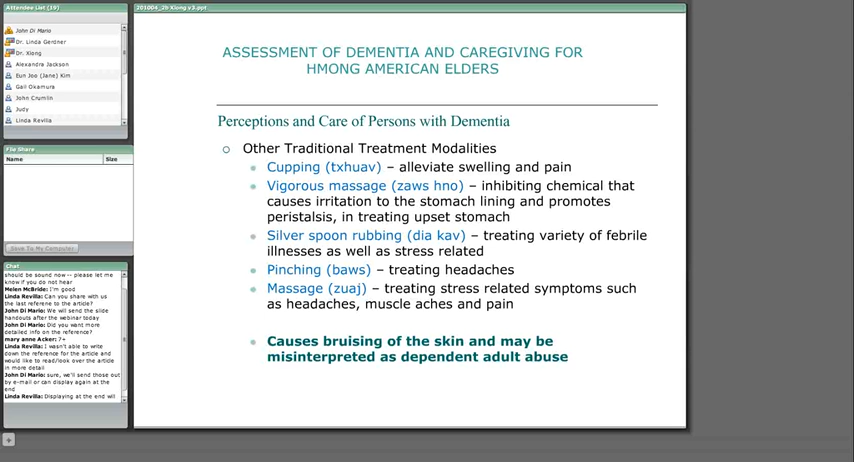 Attendee List (19)
John Di Mario
Dr. Linda Gerdner
Dr. Xiong
Alexandra Jackson
Eun Joo (Jane) Kim
Gail Okamura
John Crumlin
Judy
Linda Revilla
File Share
Name Size
Save To My Computer
Chat
should be sound now -- please let me
know if you do not hear
Melen McBride: I'm good
Linda Revilla: Can you share with us
the last referene to the article?
John Di Mario: We will send the slide
handouts after the webinar today
John Di Mario: Did you want more
detailed info on the reference?
mary anne Acker: 7+
Linda Revilla: I wasn't able to write
down the reference for the article and
would like to read/look over the article
in more detail
John Di Mario: sure, we'll send those out
by e-mail or can display again at the
end
Linda Revilla: Displaying at the end will
201004_2b Xiong v3.ppt
ASSESSMENT OF DEMENTIA AND CAREGIVING FOR
HMONG AMERICAN ELDERS
Perceptions and Care of Persons with Dementia
Other Traditional Treatment Modalities
Cupping (txhuav) – alleviate swelling and pain
Vigorous massage (zaws hno) – inhibiting chemical that
causes irritation to the stomach lining and promotes
peristalsis, in treating upset stomach
Silver spoon rubbing (dia kav) – treating variety of febrile
illnesses as well as stress related
Pinching (baws) – treating headaches
Massage (zuaj) – treating stress related symptoms such
as headaches, muscle aches and pain
Causes bruising of the skin and may be
misinterpreted as dependent adult abuse